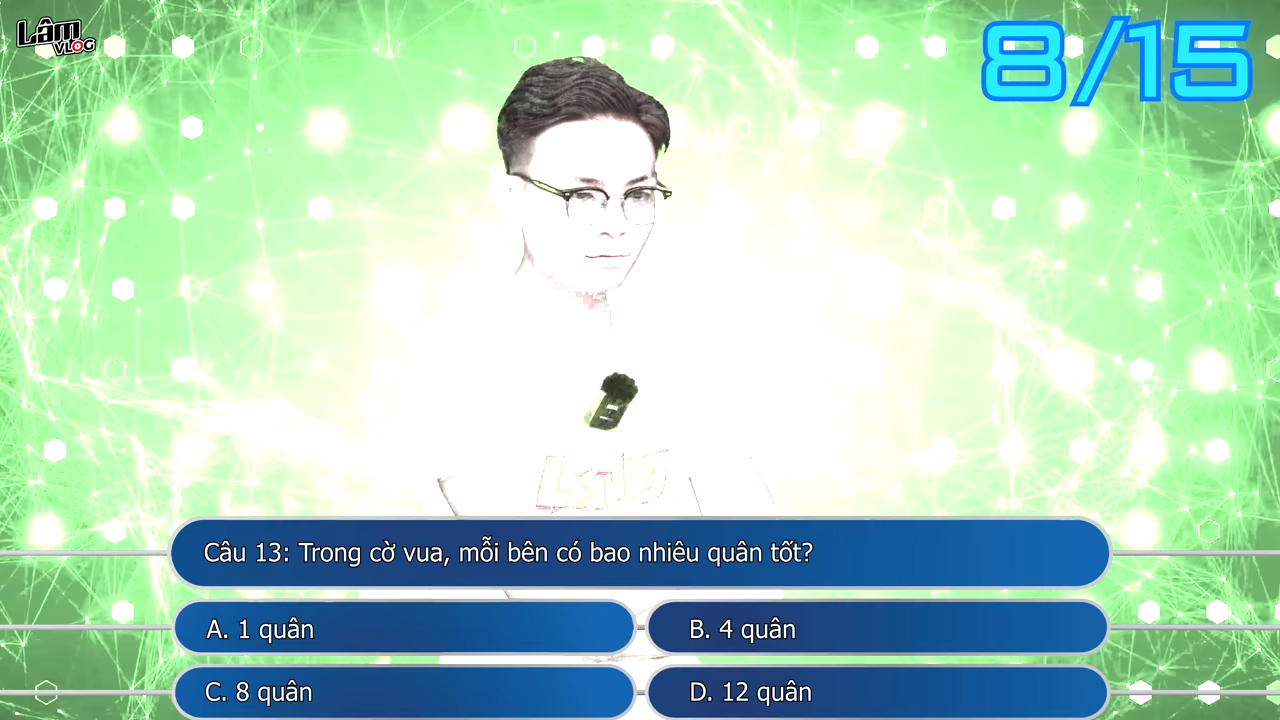 Lâm
VLOG
8/15
Câu 13: Trong cờ vua, mỗi bên có bao nhiêu quân tốt?
A. 1 quân
B. 4 quân
C. 8 quân
D. 12 quân